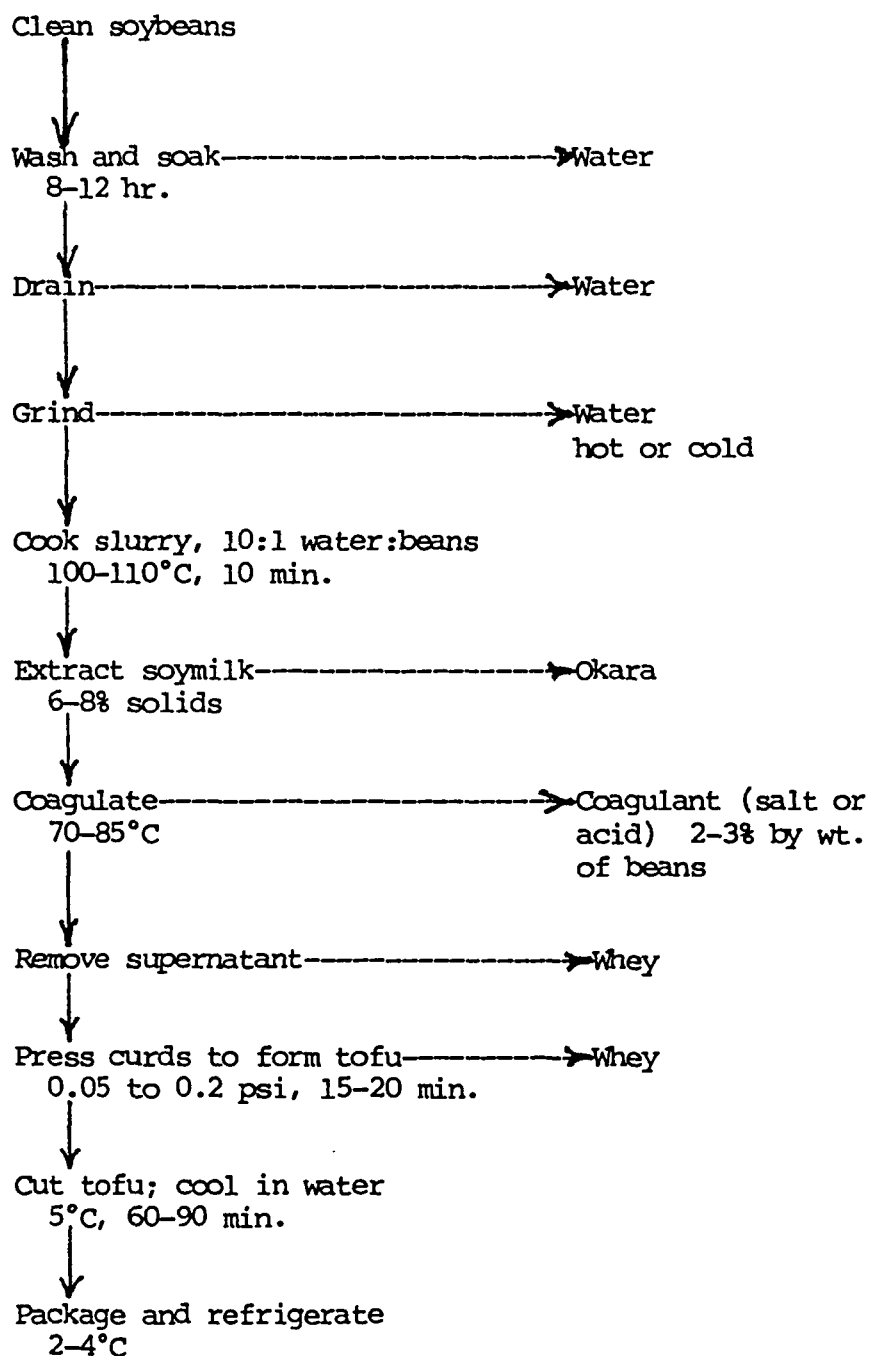 Clean soybeans
Wash and soak Water
8-12 hr.
Drain Water
Grind Water
hot or cold
Cook slurry, 10:1 water:beans
100-110°C, 10 min.
Extract soymilk Okara
6-8% solids
Coagulate Coagulant (salt or
70-85°C acid) 2-3% by wt.
of beans
Remove supernatant Whey
Press curds to form tofu Whey
0.05 to 0.2 psi, 15-20 min.
Cut tofu; cool in water
5°C, 60-90 min.
Package and refrigerate
2-4°C